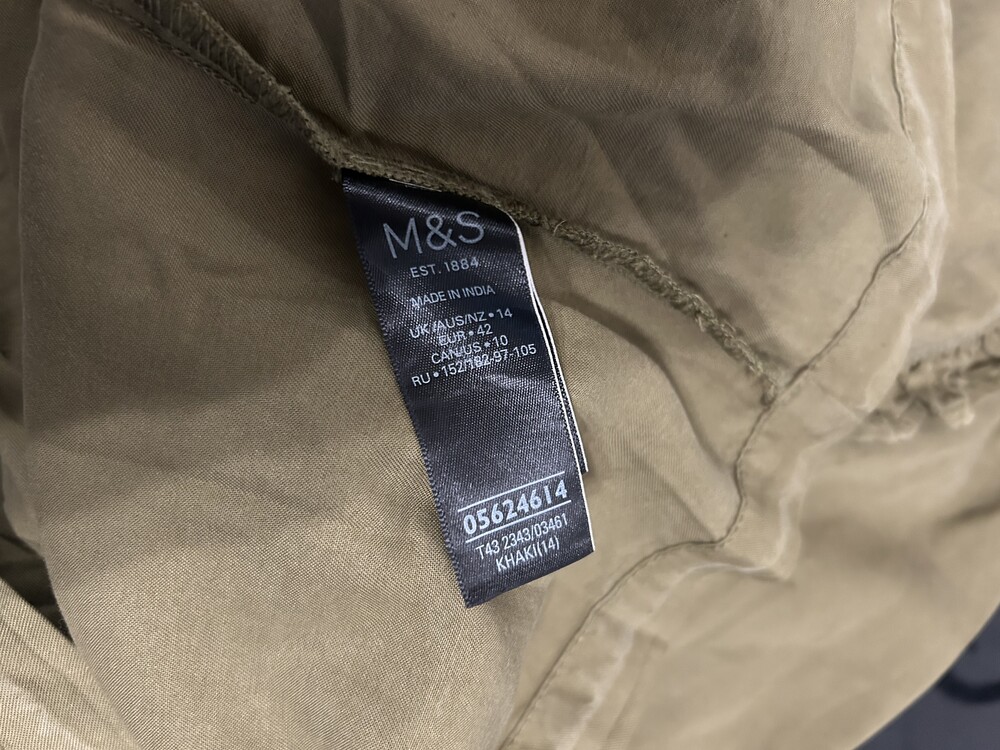 M&S
EST. 1884
MADE IN INDIA
UK/AUS/NZ • 14
EUR • 42
CAN/US • 10
RU • 152/182-97-105
05624614
T43 2343/03461
KHAKI(14)